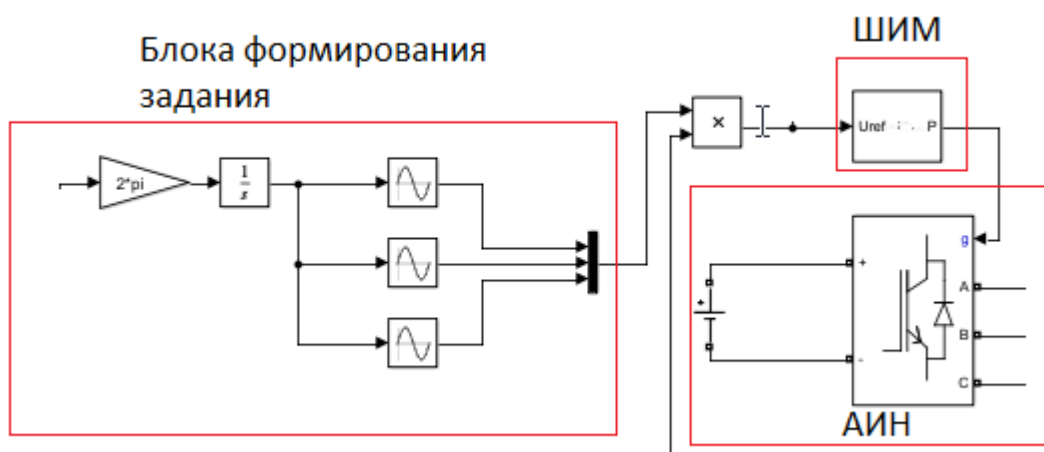 Блока формирования
задания
ШИМ
2*pi
1
s
×
Uref
P
g
+
A
+
B
-
C
АИН